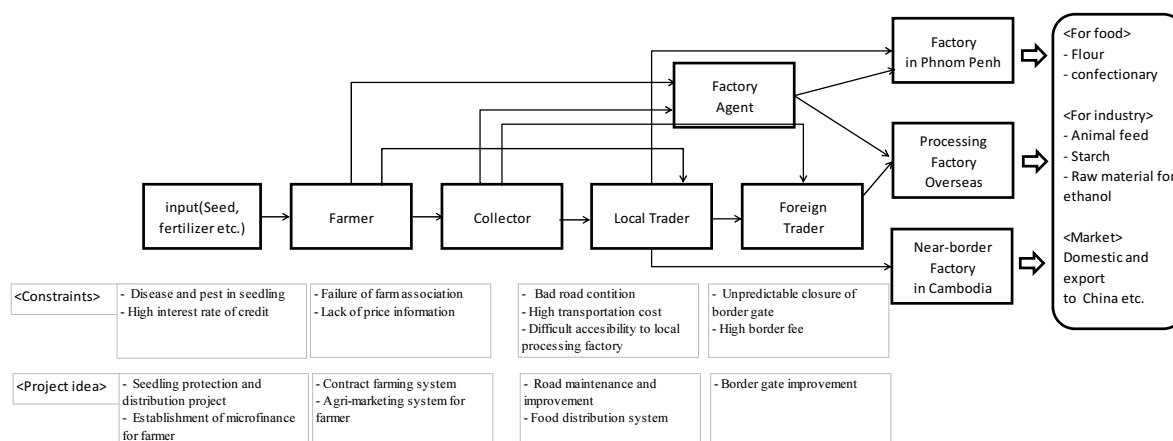 Factory
in Phnom Penh
<For food>
- Flour
- confectionary
Factory
Agent
<For industry>
- Animal feed
- Starch
- Raw material for
ethanol
Processing
Factory
Overseas
input(Seed,
fertilizer etc.)
Farmer
Collector
Local Trader
Foreign
Trader
Near-border
Factory
in Cambodia
<Market>
Domestic and
export
to China etc.
<Constraints>
- Disease and pest in seedling
- High interest rate of credit
- Failure of farm association
- Lack of price information
- Bad road contition
- High transportation cost
- Difficult accesibility to local
processing factory
- Unpredictable closure of
border gate
- High border fee
<Project idea>
- Seedling protection and
distribution project
- Establishment of microfinance
for farmer
- Contract farming system
- Agri-marketing system for
farmer
- Road maintenance and
improvement
- Food distribution system
- Border gate improvement